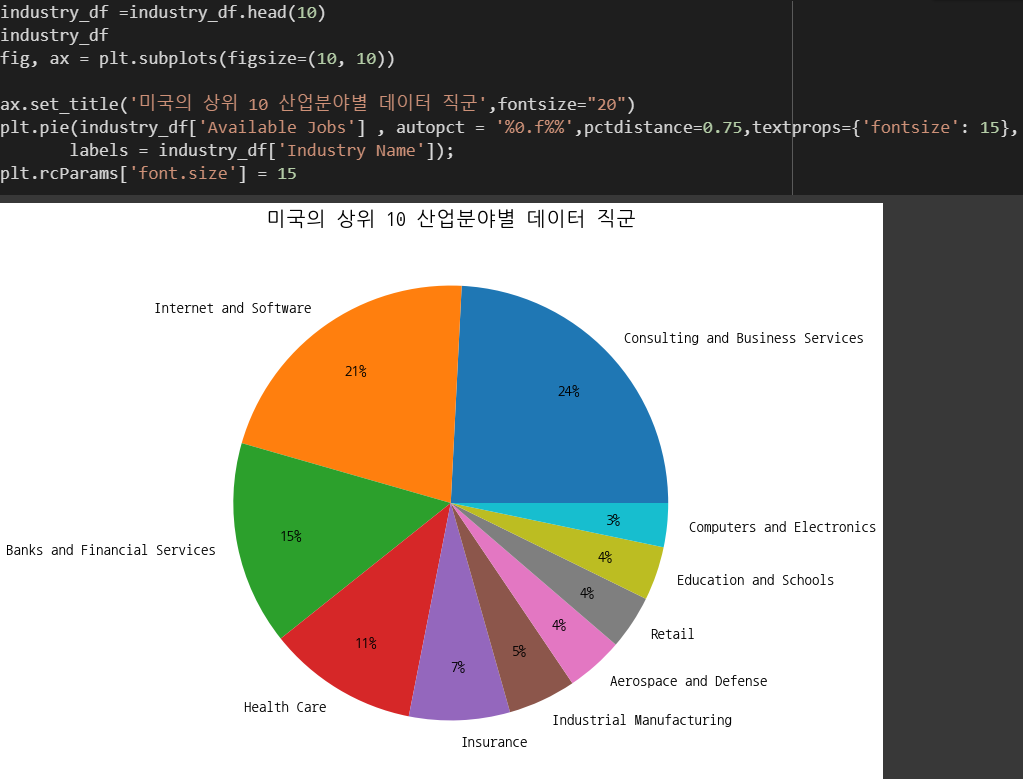 industry_df =industry_df.head(10)
industry_df
fig, ax = plt.subplots(figsize=(10, 10))
ax.set_title('미국의 상위 10 산업분야별 데이터 직군',fontsize="20")
plt.pie(industry_df['Available Jobs'] , autopct = '%0.f%%',pctdistance=0.75,textprops={'fontsize': 15},
labels = industry_df['Industry Name']);
plt.rcParams['font.size'] = 15
미국의 상위 10 산업분야별 데이터 직군
Internet and Software
Consulting and Business Services
21%
24%
3%
Computers and Electronics
15%
Banks and Financial Services
4%
Education and Schools
4%
Retail
4%
11%
5%
7%
Aerospace and Defense
Health Care
Industrial Manufacturing
Insurance